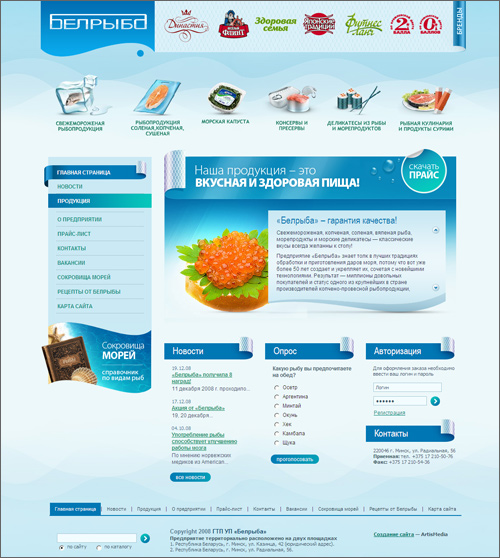 БЕЛРЫБА
Династия
ФЛИНТ
Здоровая
семья
Японские
традиции
Фитнес
ланч
2
БАЛЛА
0
БАЛЛОВ
БРЕНДЫ
СВЕЖЕМОРОЖЕНАЯ
РЫБОПРОДУКЦИЯ
РЫБОПРОДУКЦИЯ
СОЛЕНАЯ,КОПЧЕНАЯ,
СУШЕНАЯ
МОРСКАЯ КАПУСТА
КОНСЕРВЫ И
ПРЕСЕРВЫ
ДЕЛИКАТЕСЫ ИЗ РЫБЫ
И МОРЕПРОДУКТОВ
РЫБНАЯ КУЛИНАРИЯ
И ПРОДУКТЫ СУРИМИ
ГЛАВНАЯ СТРАНИЦА
НОВОСТИ
ПРОДУКЦИЯ
О ПРЕДПРИЯТИИ
ПРАЙС-ЛИСТ
КОНТАКТЫ
ВАКАНСИИ
СОКРОВИЩА МОРЕЙ
РЕЦЕПТЫ ОТ БЕЛРЫБЫ
КАРТА САЙТА
Наша продукция – это
ВКУСНАЯ И ЗДОРОВАЯ ПИЩА!
скачать
ПРАЙС
«Белрыба» – гарантия качества!
Свежемороженая, копченая, соленая, вяленая рыба,
морепродукты и морские деликатесы — классические
вкусы всегда желанны к столу!
Предприятие «Белрыба» знает толк в лучших традициях
обработки и приготовления даров моря, потому что вот уже
более 50 лет создает и укрепляет их, сочетая с новейшими
технологиями. Результат — миллионы довольных
покупателей и статус одного из крупнейших в стране
производителей копчено-провесной рыбопродукции.
Сокровища
МОРЕЙ
справочник
по видам рыб
Новости
19.12.08
«Белрыба» получила 8
наград!
11 декабря 2008 г. проходило...
17.12.08
Акция от «Белрыба»
19, 20 декабря
04.10.08
Употребление рыбы
способствует улучшению
работы мозга
По мнению норвежских
медиков из American...
все новости
Опрос
Какую рыбу вы предпочитаете
на обед?
Осетр
Аргентина
Минтай
Окунь
Хек
Камбала
Щука
проголосовать
Авторизация
Для оформления заказа необходимо
ввести ваш логин и пароль
Логин
••••••
Регистрация
Контакты
220046 г. Минск, ул. Радиальная, 56
Приемная: тел. +375 17 210-50-76
Факс: +375 17 210-54-36
Главная страница | Новости | Продукция | О предприятии | Прайс-лист | Контакты | Вакансии | Сокровища морей | Рецепты от Белрыбы | Карта сайта
по сайту по каталогу
Copyright 2008 ГТП УП «Белрыба»
Предприятие территориально расположено на двух площадках
1. Республика Беларусь, г. Минск, ул. Казинца, 42 (юридический адрес).
2. Республика Беларусь, г. Минск, ул. Радиальная, 56.
Создание сайта — ArtisMedia